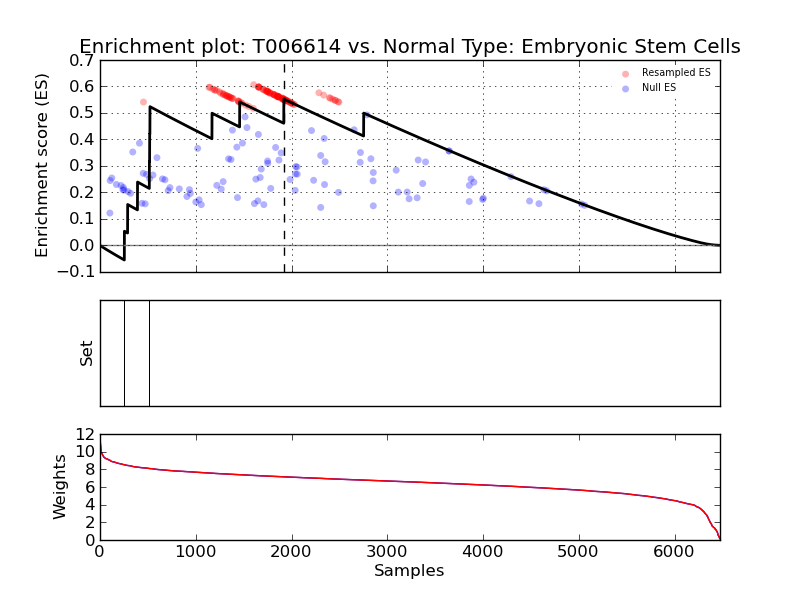 Enrichment plot: T006614 vs. Normal Type: Embryonic Stem Cells
0.7
0.6
0.5
0.4
0.3
0.2
0.1
0.0
−0.1
Enrichment score (ES)
Resampled ES
Null ES
Set
12
10
8
6
4
2
0
Weights
0 1000 2000 3000 4000 5000 6000
Samples